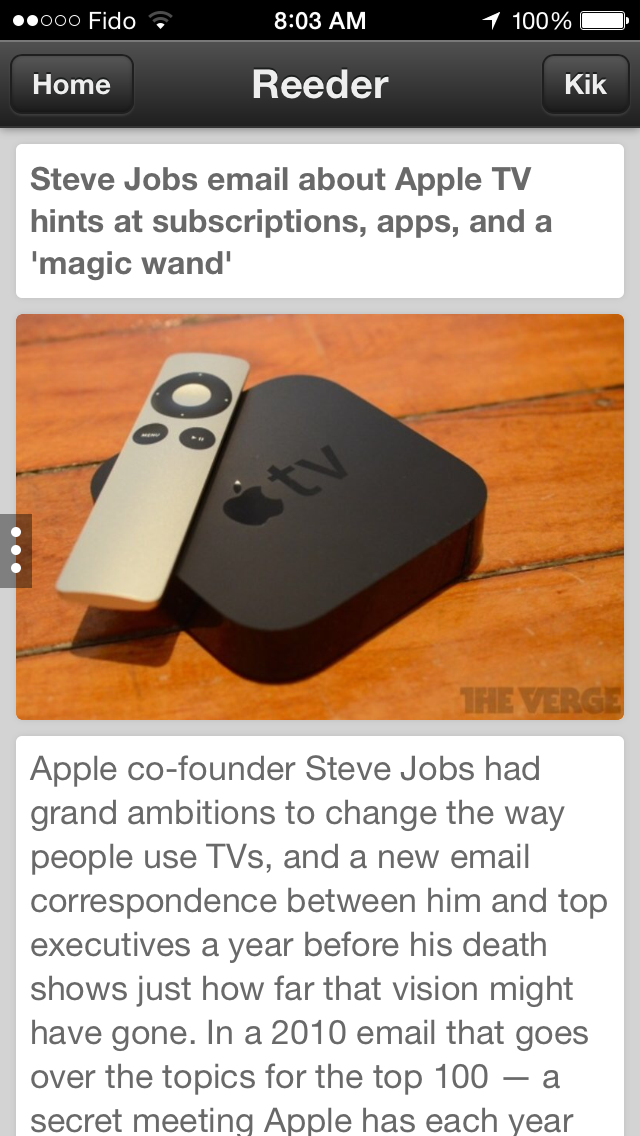 Fido 8:03 AM 100%
Home Reeder Kik
Steve Jobs email about Apple TV
hints at subscriptions, apps, and a
'magic wand'
MENU
tv
THE VERGE
Apple co-founder Steve Jobs had
grand ambitions to change the way
people use TVs, and a new email
correspondence between him and top
executives a year before his death
shows just how far that vision might
have gone. In a 2010 email that goes
over the topics for the top 100 — a
secret meeting Apple has each year